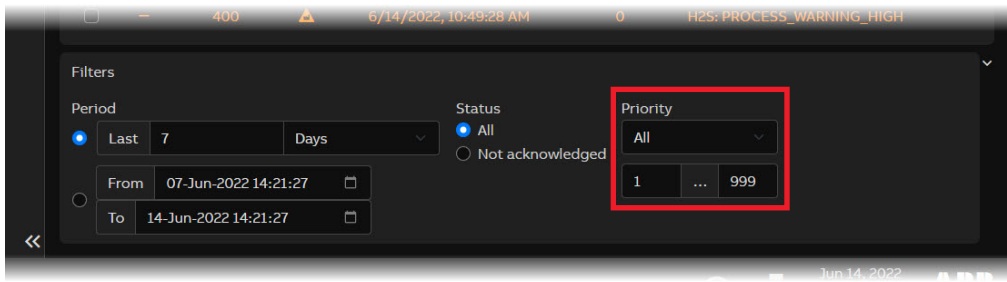 — 400 6/14/2022, 10:49:28 AM 0 H2S: PROCESS_WARNING_HIGH
Filters
Period Status Priority
Last 7 Days All All
Not acknowledged
From 07-Jun-2022 14:21:27 1 ... 999
To 14-Jun-2022 14:21:27
Jun 14, 2022
ABB